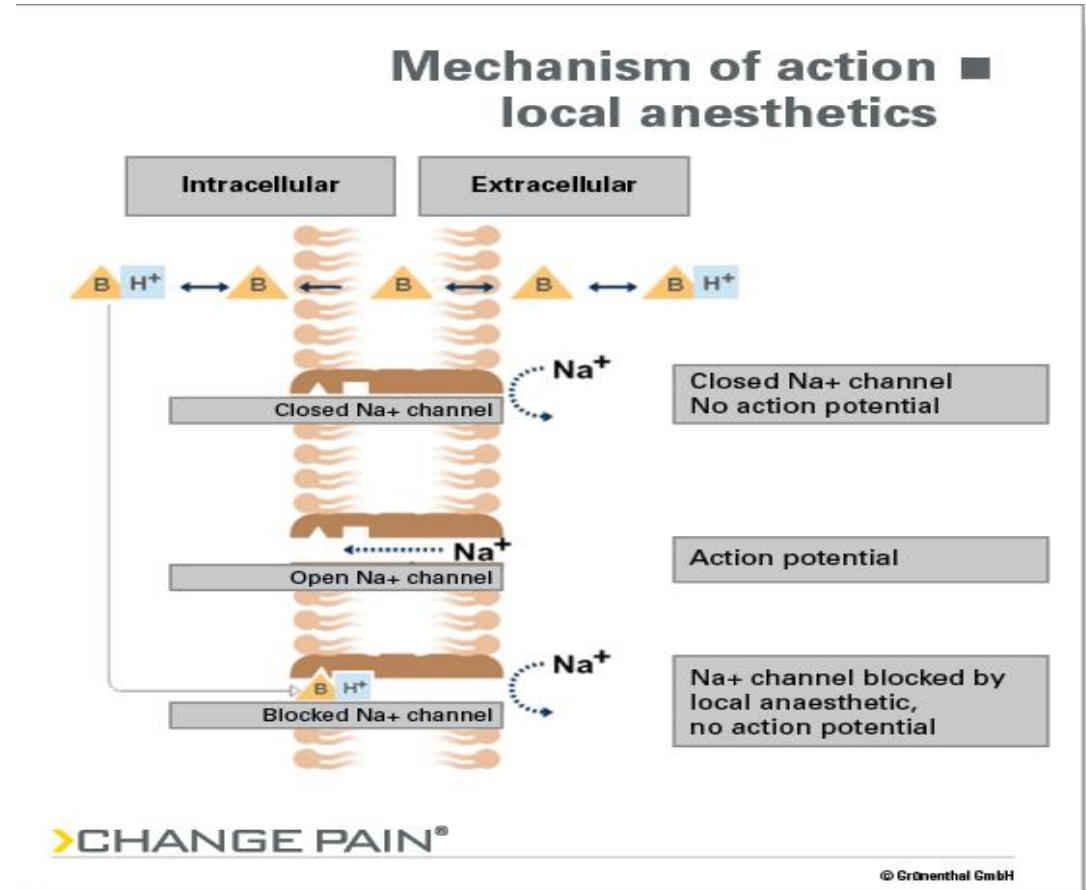 Mechanism of action
local anesthetics
Intracellular
Extracellular
B H+ B B B B H+
Na+
Closed Na+ channel
Closed Na+ channel
No action potential
Na+
Open Na+ channel
Action potential
Na+
B H+
Blocked Na+ channel
Na+ channel blocked by
local anaesthetic,
no action potential
CHANGE PAIN®
© Grünenthal GmbH